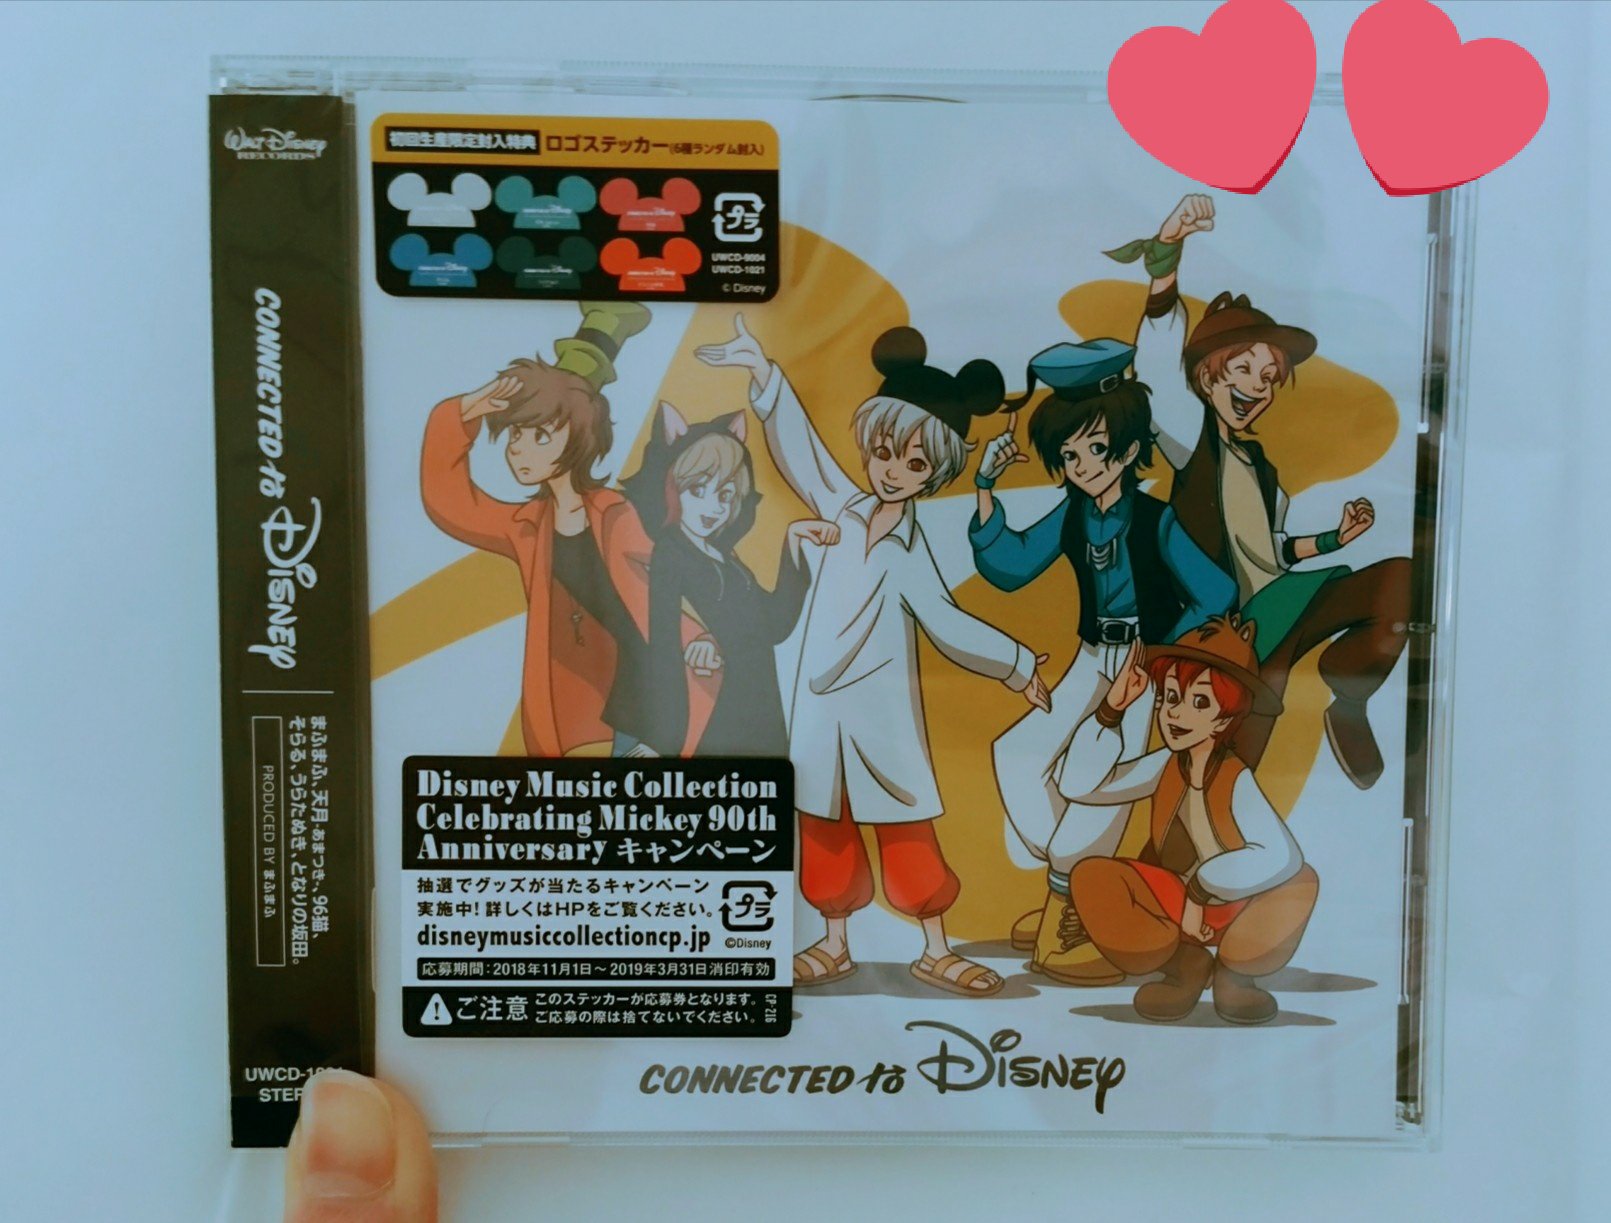 WALT DISNEY
RECORDS
CONNECTED to DISNEY
まふまふ、天月-あまつき-、96猫、
そらる、うらたぬき、となりの坂田。
PRODUCED BY まふまふ
UWCD-1021
STEREO
初回生産限定封入特典 ロゴステッカー(6種ランダム封入)
プラ
UWCD-9004
UWCD-1021
© Disney
Disney Music Collection
Celebrating Mickey 90th
Anniversary キャンペーン
抽選でグッズが当たるキャンペーン
実施中!詳しくはHPをご覧ください。
プラ
disneymusiccollectioncp.jp
©Disney
応募期間:2018年11月1日~2019年3月31日消印有効
ご注意 このステッカーが応募券となります。
ご応募の際は捨てないでください。
CP-216
CONNECTED to DISNEY